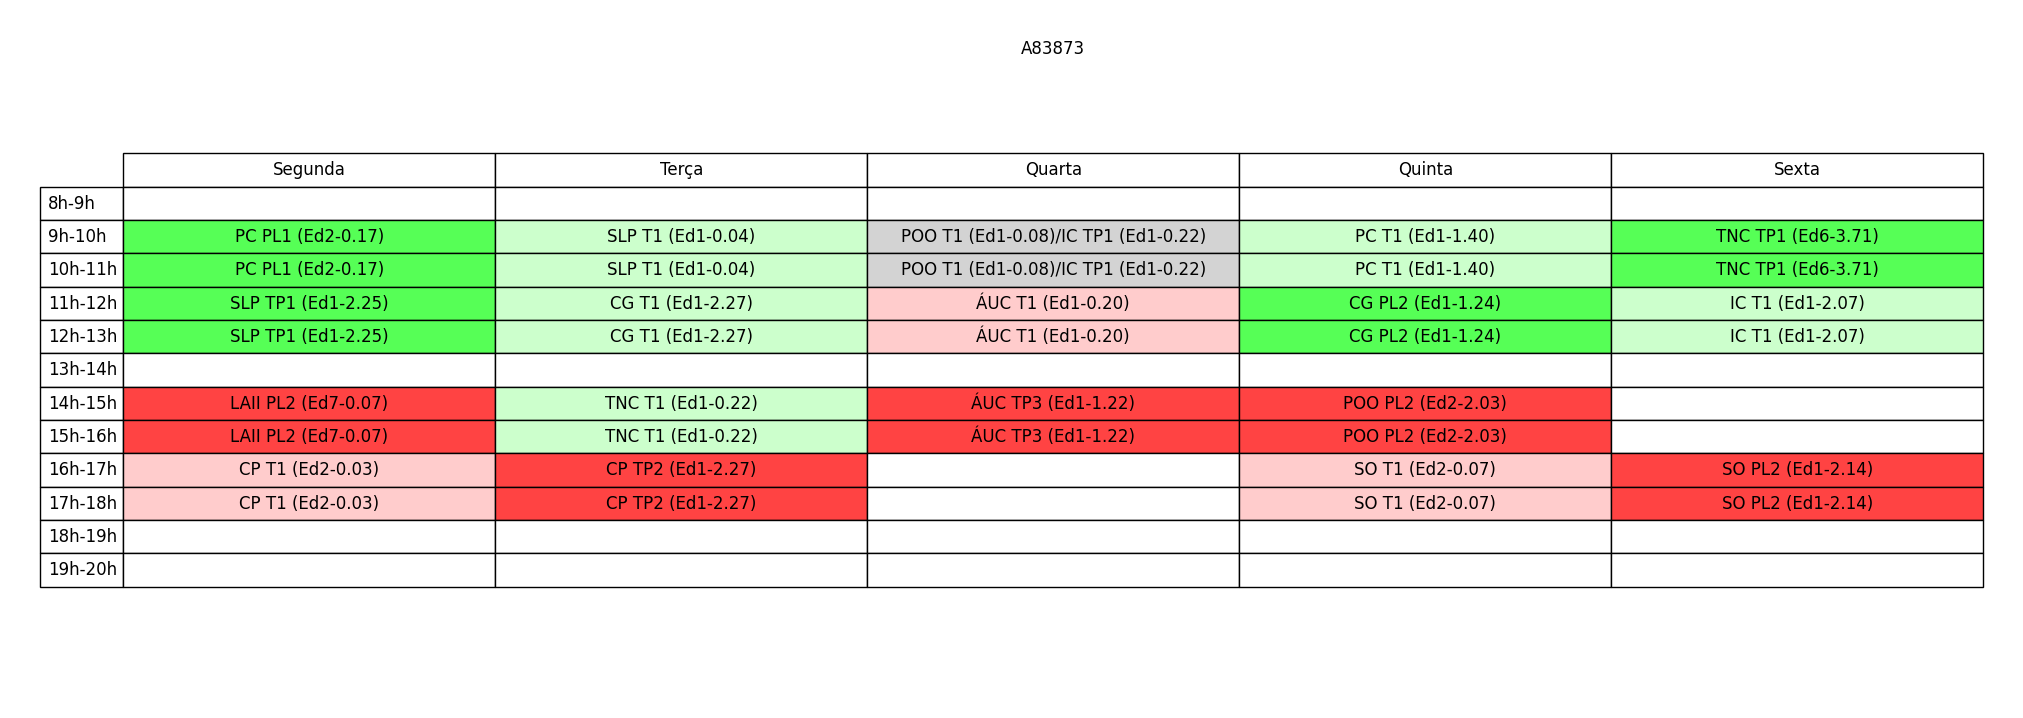 A83873
Segunda Terça Quarta Quinta Sexta
8h-9h
9h-10h PC PL1 (Ed2-0.17) SLP T1 (Ed1-0.04) POO T1 (Ed1-0.08)/IC TP1 (Ed1-0.22) PC T1 (Ed1-1.40) TNC TP1 (Ed6-3.71)
10h-11h PC PL1 (Ed2-0.17) SLP T1 (Ed1-0.04) POO T1 (Ed1-0.08)/IC TP1 (Ed1-0.22) PC T1 (Ed1-1.40) TNC TP1 (Ed6-3.71)
11h-12h SLP TP1 (Ed1-2.25) CG T1 (Ed1-2.27) ÁUC T1 (Ed1-0.20) CG PL2 (Ed1-1.24) IC T1 (Ed1-2.07)
12h-13h SLP TP1 (Ed1-2.25) CG T1 (Ed1-2.27) ÁUC T1 (Ed1-0.20) CG PL2 (Ed1-1.24) IC T1 (Ed1-2.07)
13h-14h
14h-15h LAII PL2 (Ed7-0.07) TNC T1 (Ed1-0.22) ÁUC TP3 (Ed1-1.22) POO PL2 (Ed2-2.03)
15h-16h LAII PL2 (Ed7-0.07) TNC T1 (Ed1-0.22) ÁUC TP3 (Ed1-1.22) POO PL2 (Ed2-2.03)
16h-17h CP T1 (Ed2-0.03) CP TP2 (Ed1-2.27) SO T1 (Ed2-0.07) SO PL2 (Ed1-2.14)
17h-18h CP T1 (Ed2-0.03) CP TP2 (Ed1-2.27) SO T1 (Ed2-0.07) SO PL2 (Ed1-2.14)
18h-19h
19h-20h